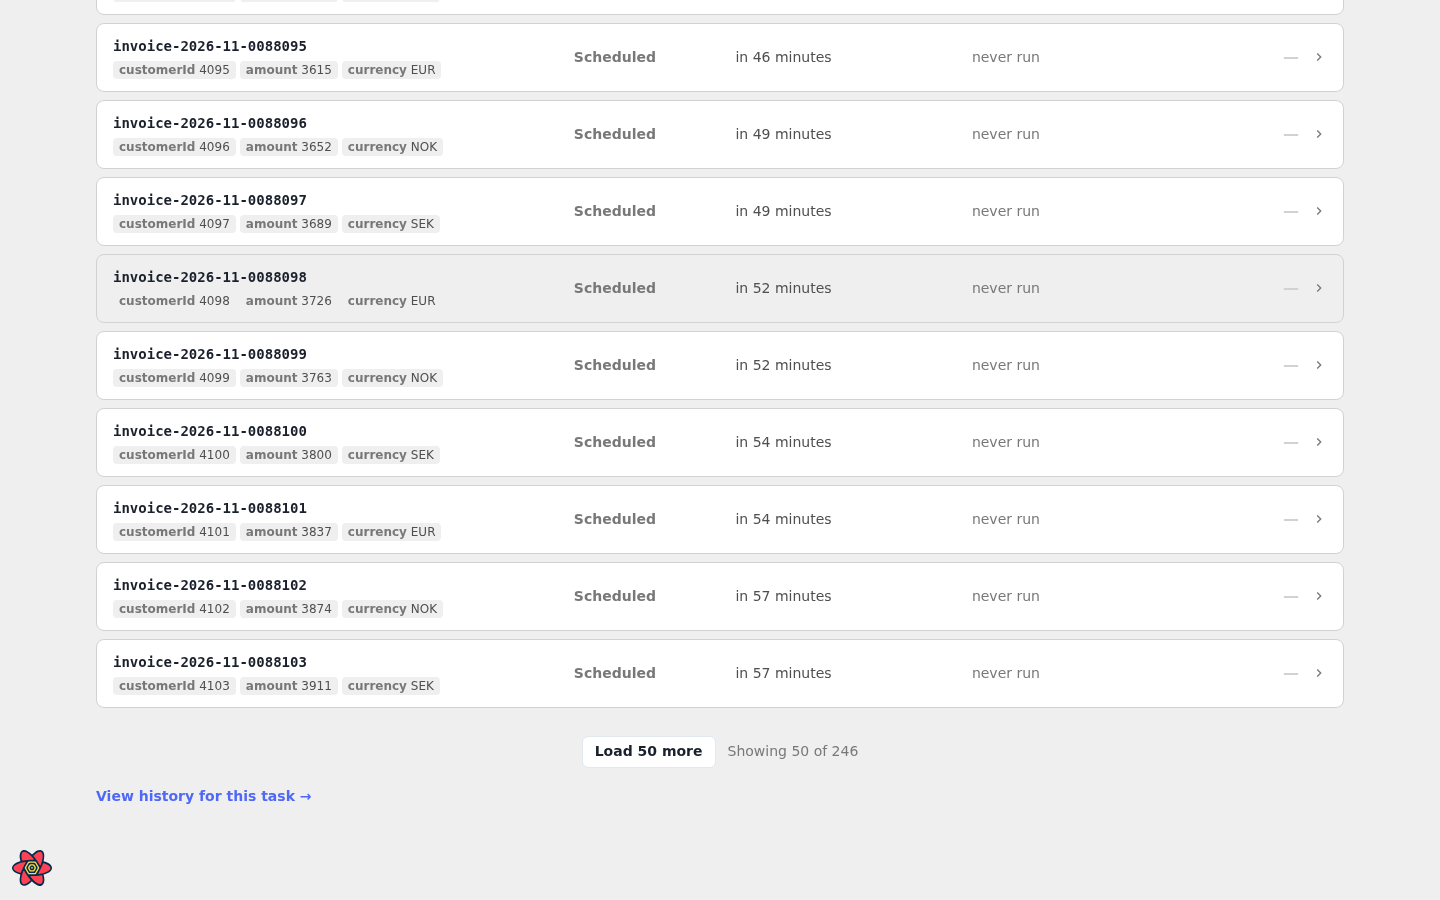 invoice-2026-11-0088095
customerId 4095 amount 3615 currency EUR
Scheduled in 46 minutes never run —
invoice-2026-11-0088096
customerId 4096 amount 3652 currency NOK
Scheduled in 49 minutes never run —
invoice-2026-11-0088097
customerId 4097 amount 3689 currency SEK
Scheduled in 49 minutes never run —
invoice-2026-11-0088098
customerId 4098 amount 3726 currency EUR
Scheduled in 52 minutes never run —
invoice-2026-11-0088099
customerId 4099 amount 3763 currency NOK
Scheduled in 52 minutes never run —
invoice-2026-11-0088100
customerId 4100 amount 3800 currency SEK
Scheduled in 54 minutes never run —
invoice-2026-11-0088101
customerId 4101 amount 3837 currency EUR
Scheduled in 54 minutes never run —
invoice-2026-11-0088102
customerId 4102 amount 3874 currency NOK
Scheduled in 57 minutes never run —
invoice-2026-11-0088103
customerId 4103 amount 3911 currency SEK
Scheduled in 57 minutes never run —
Load 50 more Showing 50 of 246
View history for this task →